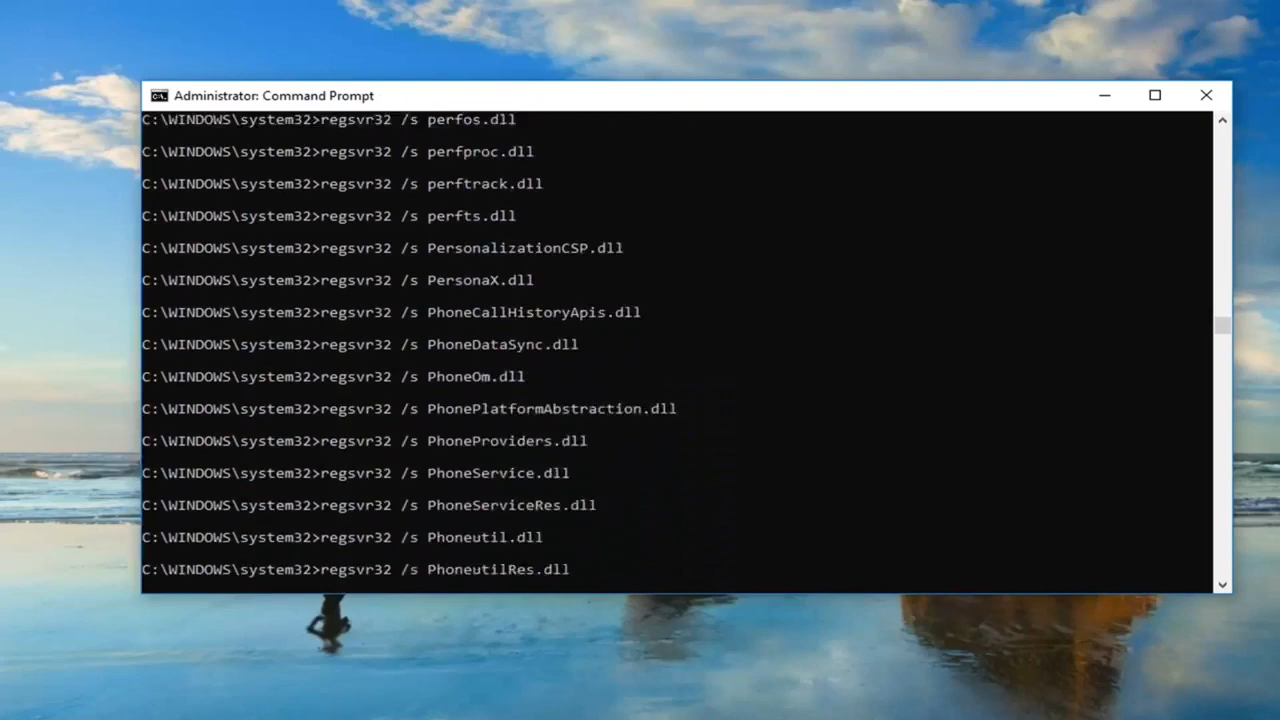 Administrator: Command Prompt
C:\WINDOWS\system32>regsvr32 /s perfos.dll
C:\WINDOWS\system32>regsvr32 /s perfproc.dll
C:\WINDOWS\system32>regsvr32 /s perftrack.dll
C:\WINDOWS\system32>regsvr32 /s perfts.dll
C:\WINDOWS\system32>regsvr32 /s PersonalizationCSP.dll
C:\WINDOWS\system32>regsvr32 /s PersonaX.dll
C:\WINDOWS\system32>regsvr32 /s PhoneCallHistoryApis.dll
C:\WINDOWS\system32>regsvr32 /s PhoneDataSync.dll
C:\WINDOWS\system32>regsvr32 /s PhoneOm.dll
C:\WINDOWS\system32>regsvr32 /s PhonePlatformAbstraction.dll
C:\WINDOWS\system32>regsvr32 /s PhoneProviders.dll
C:\WINDOWS\system32>regsvr32 /s PhoneService.dll
C:\WINDOWS\system32>regsvr32 /s PhoneServiceRes.dll
C:\WINDOWS\system32>regsvr32 /s Phoneutil.dll
C:\WINDOWS\system32>regsvr32 /s PhoneutilRes.dll